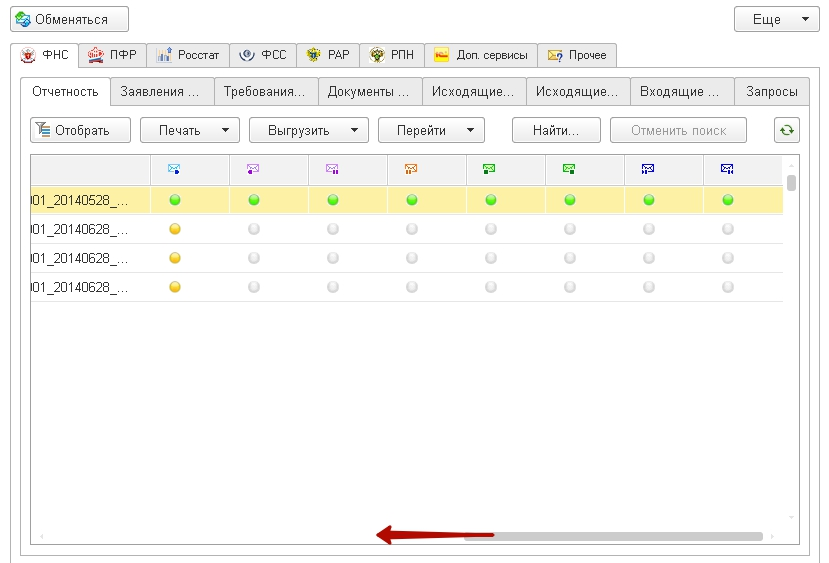 Обменяться
Еще
ФНС ПФР Росстат ФСС РАР РПН Доп. сервисы Прочее
Отчетность Заявления ... Требования... Документы ... Исходящие... Исходящие... Входящие ... Запросы
Отобрать Печать Выгрузить Перейти Найти... Отменить поиск
001_20140528_...
001_20140628_...
001_20140628_...
001_20140628_...